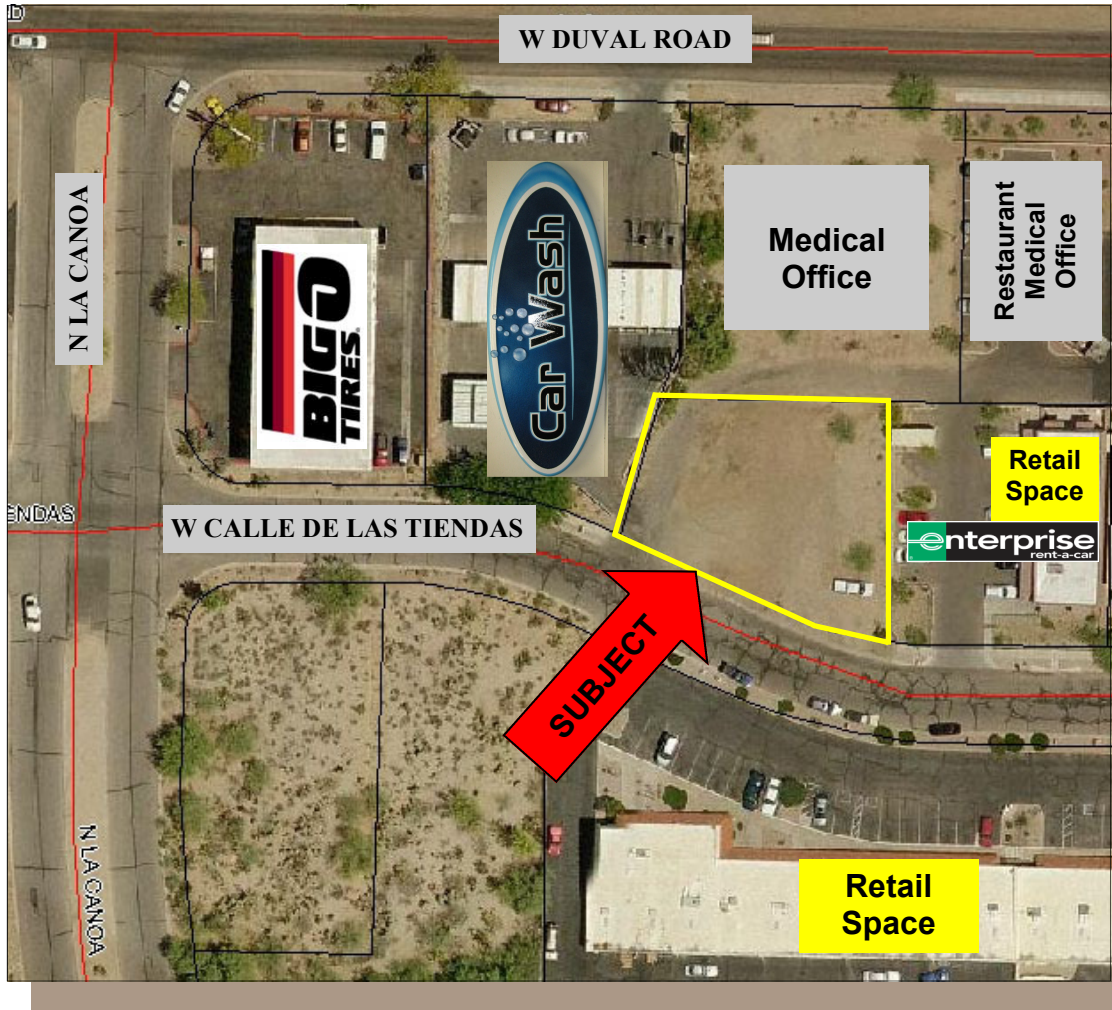 RD
W DUVAL ROAD
N LA CANOA
BIG O
TIRES
Car Wash
Medical
Office
Restaurant
Medical
Office
Retail
Space
enterprise
rent-a-car
ENDAS
W CALLE DE LAS TIENDAS
SUBJECT
N LA CANOA
Retail
Space